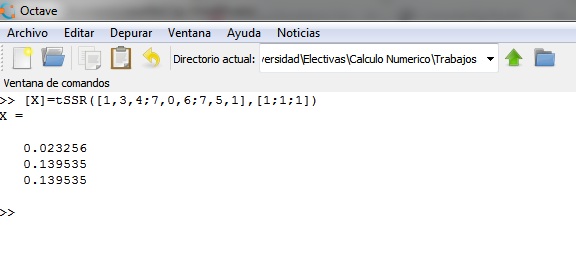 Octave
Archivo Editar Depurar Ventana Ayuda Noticias
Directorio actual: versidad\Electivas\Calculo Numerico\Trabajos
Ventana de comandos
>> [X]=tSSR([1,3,4;7,0,6;7,5,1],[1;1;1])
X =
0.023256
0.139535
0.139535
>>